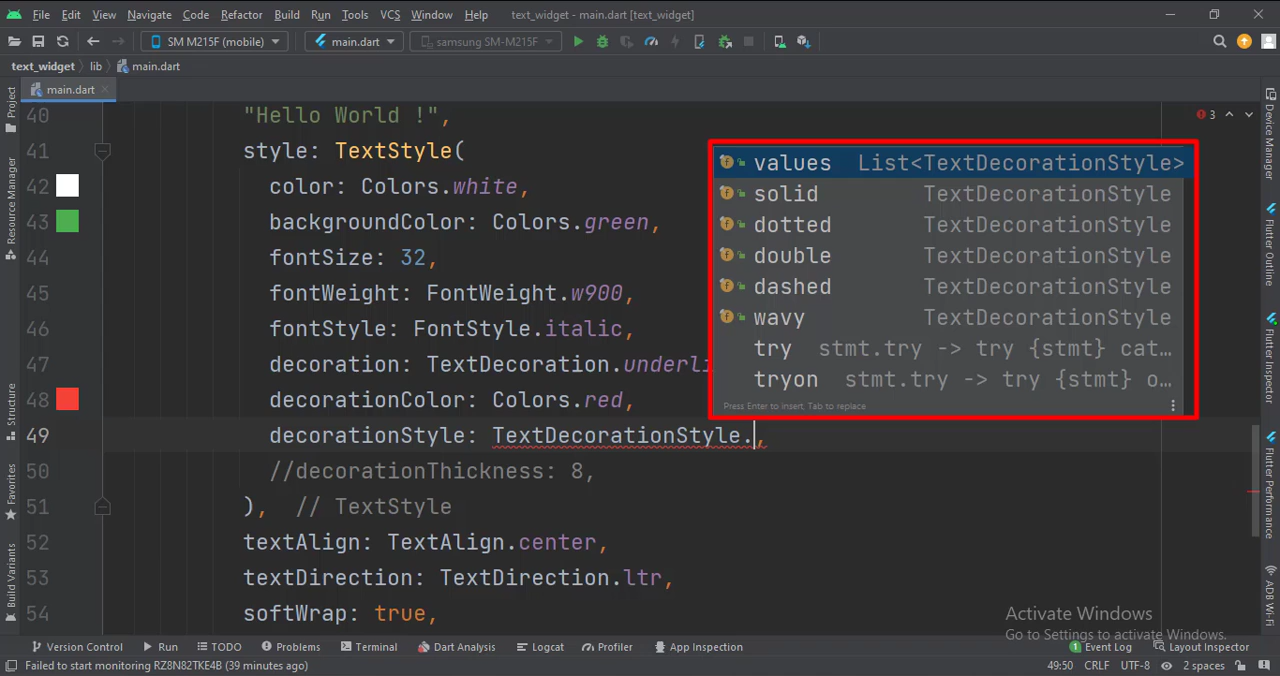 File Edit View Navigate Code Refactor Build Run Tools VCS Window Help text_widget - main.dart [text_widget]
SM M215F (mobile) main.dart samsung SM-M215F
text_widget lib main.dart
main.dart
Project
Resource Manager
Structure
Favorites
Build Variants
40 "Hello World !",
41 style: TextStyle(
42 color: Colors.white,
43 backgroundColor: Colors.green,
44 fontSize: 32,
45 fontWeight: FontWeight.w900,
46 fontStyle: FontStyle.italic,
47 decoration: TextDecoration.underli
48 decorationColor: Colors.red,
49 decorationStyle: TextDecorationStyle.,
50 //decorationThickness: 8,
51 ), // TextStyle
52 textAlign: TextAlign.center,
53 textDirection: TextDirection.ltr,
54 softWrap: true,
3
values List<TextDecorationStyle>
solid TextDecorationStyle
dotted TextDecorationStyle
double TextDecorationStyle
dashed TextDecorationStyle
wavy TextDecorationStyle
try stmt.try -> try {stmt} cat…
tryon stmt.try -> try {stmt} o…
Press Enter to insert, Tab to replace
Device Manager
Flutter Outline
Flutter Inspector
Flutter Performance
ADB Wi-Fi
Activate Windows
Go to Settings to activate Windows.
Version Control Run TODO Problems Terminal Dart Analysis Logcat Profiler App Inspection 1 Event Log Layout Inspector
Failed to start monitoring RZ8N82TKE4B (39 minutes ago) 49:50 CRLF UTF-8 2 spaces